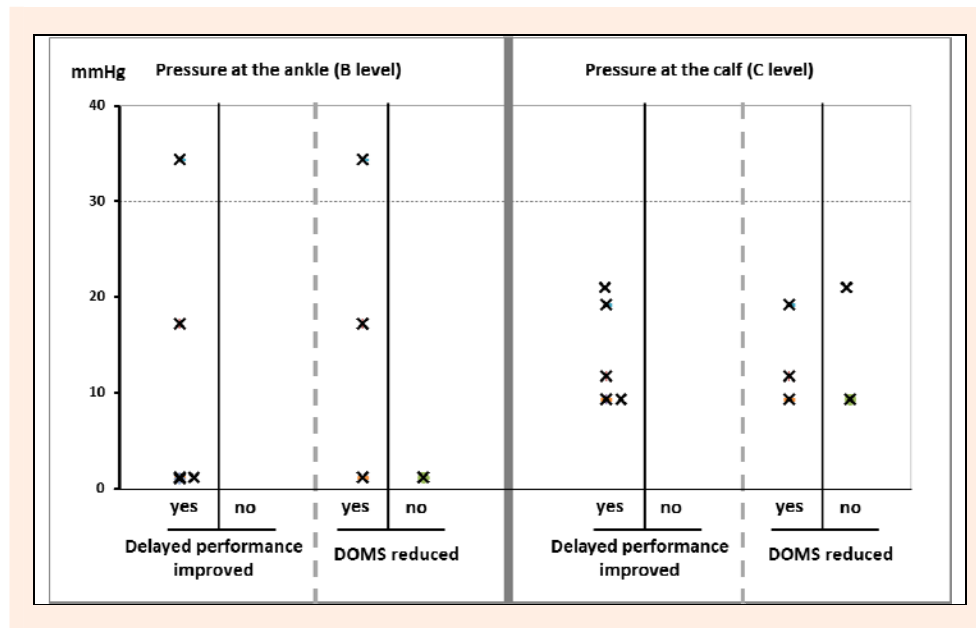 mmHg
Pressure at the ankle (B level)
Pressure at the calf (C level)
40
30
20
10
0
yes no yes no yes no yes no
Delayed performance
improved
DOMS reduced
Delayed performance
improved
DOMS reduced